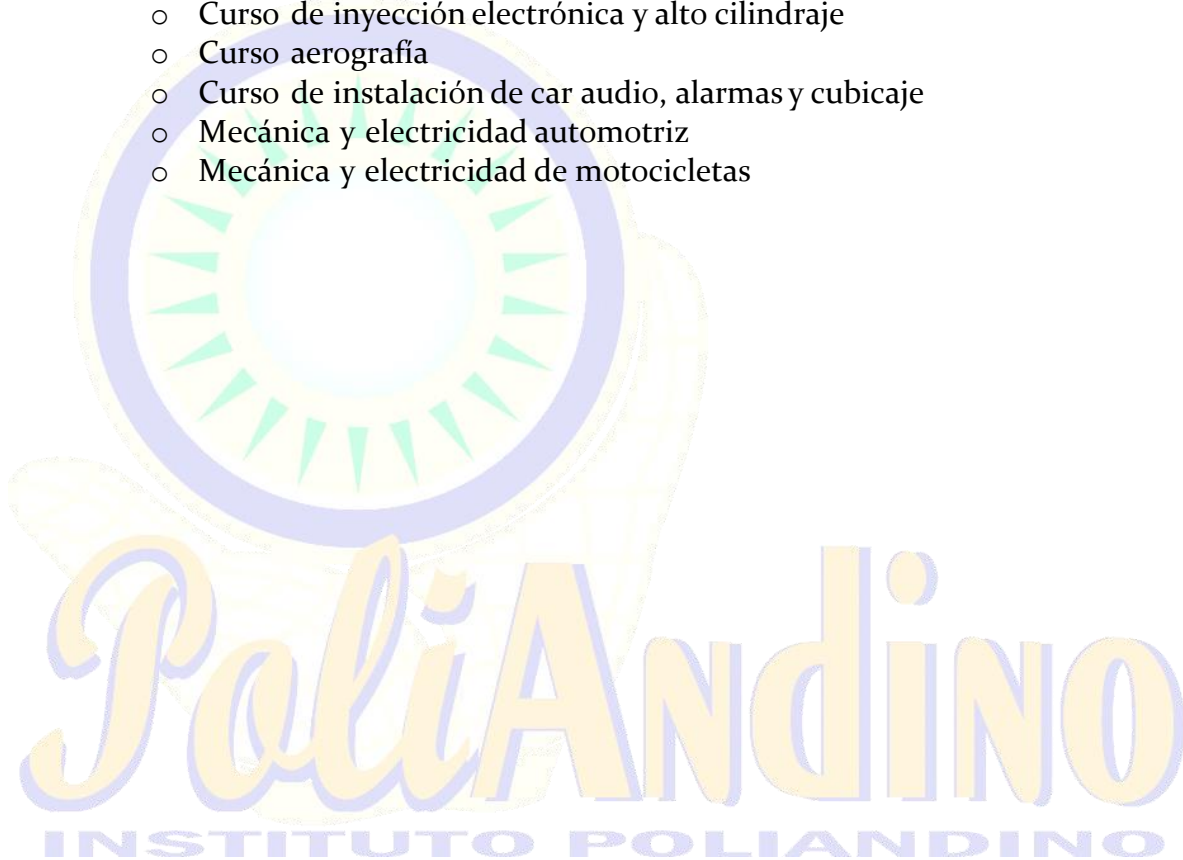 o Curso de inyección electrónica y alto cilindraje
o Curso aerografía
o Curso de instalación de car audio, alarmas y cubicaje
o Mecánica y electricidad automotriz
o Mecánica y electricidad de motocicletas
PoliAndino
INSTITUTO POLIANDINO